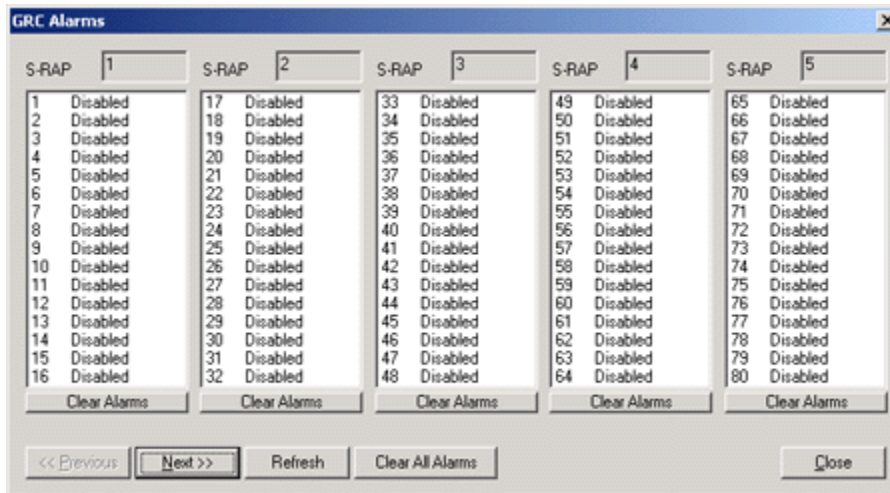 GRC Alarms
S-RAP 1 S-RAP 2 S-RAP 3 S-RAP 4 S-RAP 5
1 Disabled 17 Disabled 33 Disabled 49 Disabled 65 Disabled
2 Disabled 18 Disabled 34 Disabled 50 Disabled 66 Disabled
3 Disabled 19 Disabled 35 Disabled 51 Disabled 67 Disabled
4 Disabled 20 Disabled 36 Disabled 52 Disabled 68 Disabled
5 Disabled 21 Disabled 37 Disabled 53 Disabled 69 Disabled
6 Disabled 22 Disabled 38 Disabled 54 Disabled 70 Disabled
7 Disabled 23 Disabled 39 Disabled 55 Disabled 71 Disabled
8 Disabled 24 Disabled 40 Disabled 56 Disabled 72 Disabled
9 Disabled 25 Disabled 41 Disabled 57 Disabled 73 Disabled
10 Disabled 26 Disabled 42 Disabled 58 Disabled 74 Disabled
11 Disabled 27 Disabled 43 Disabled 59 Disabled 75 Disabled
12 Disabled 28 Disabled 44 Disabled 60 Disabled 76 Disabled
13 Disabled 29 Disabled 45 Disabled 61 Disabled 77 Disabled
14 Disabled 30 Disabled 46 Disabled 62 Disabled 78 Disabled
15 Disabled 31 Disabled 47 Disabled 63 Disabled 79 Disabled
16 Disabled 32 Disabled 48 Disabled 64 Disabled 80 Disabled
Clear Alarms Clear Alarms Clear Alarms Clear Alarms Clear Alarms
<< Previous Next >> Refresh Clear All Alarms Close